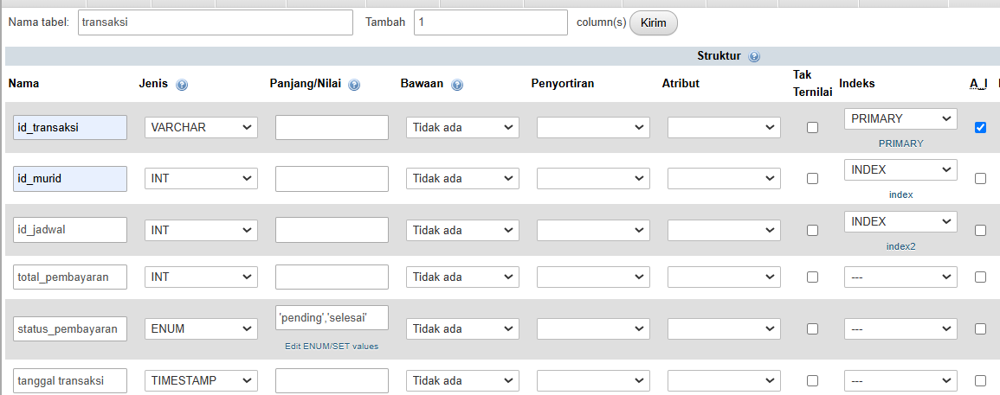 Nama tabel: transaksi Tambah 1 column(s) Kirim
Struktur
Nama Jenis Panjang/Nilai Bawaan Penyortiran Atribut Tak Ternilai Indeks A_I
id_transaksi VARCHAR Tidak ada PRIMARY
PRIMARY
id_murid INT Tidak ada INDEX
index
id_jadwal INT Tidak ada INDEX
index2
total_pembayaran INT Tidak ada ---
status_pembayaran ENUM 'pending','selesai' Tidak ada ---
Edit ENUM/SET values
tanggal transaksi TIMESTAMP Tidak ada ---